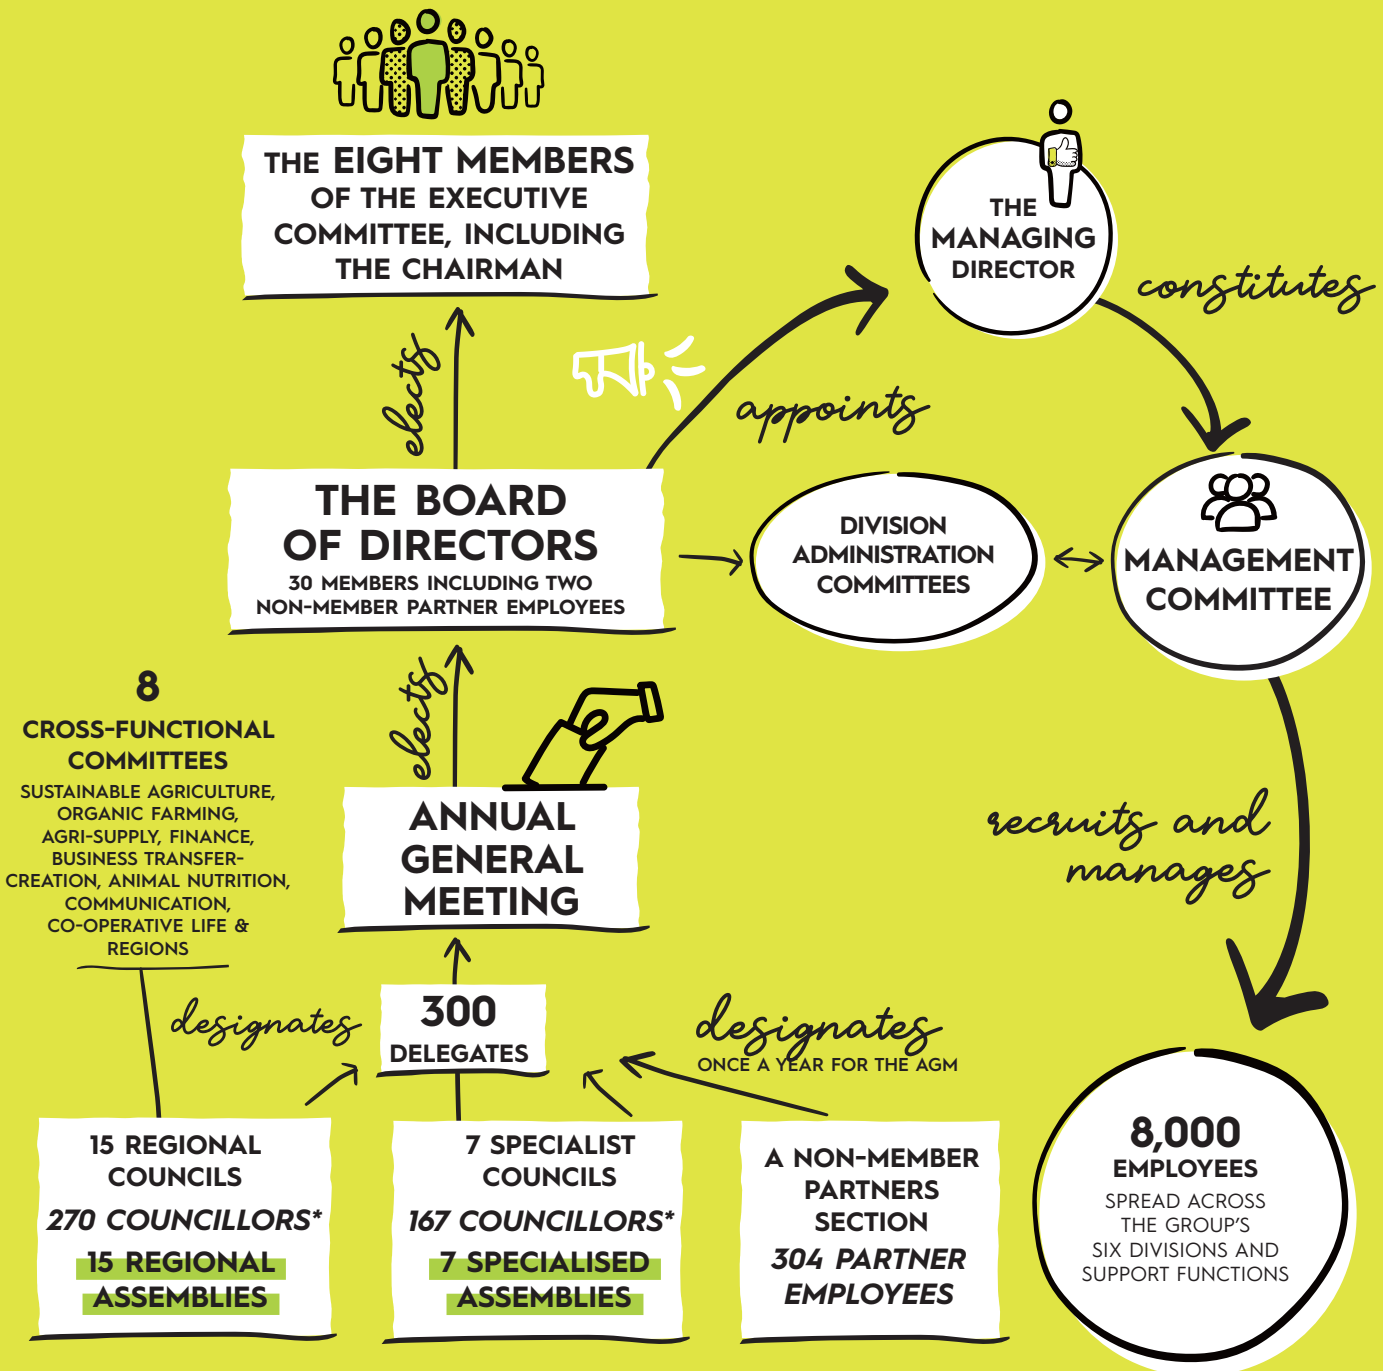 THE EIGHT MEMBERS
OF THE EXECUTIVE
COMMITTEE, INCLUDING
THE CHAIRMAN
THE
MANAGING
DIRECTOR
constitutes
elects
appoints
THE BOARD
OF DIRECTORS
30 MEMBERS INCLUDING TWO
NON-MEMBER PARTNER EMPLOYEES
DIVISION
ADMINISTRATION
COMMITTEES
MANAGEMENT
COMMITTEE
elects
8
CROSS-FUNCTIONAL
COMMITTEES
SUSTAINABLE AGRICULTURE,
ORGANIC FARMING,
AGRI-SUPPLY, FINANCE,
BUSINESS TRANSFER-
CREATION, ANIMAL NUTRITION,
COMMUNICATION,
CO-OPERATIVE LIFE &
REGIONS
ANNUAL
GENERAL
MEETING
recruits and
manages
designates
300
DELEGATES
designates
ONCE A YEAR FOR THE AGM
15 REGIONAL
COUNCILS
270 COUNCILLORS*
15 REGIONAL
ASSEMBLIES
7 SPECIALIST
COUNCILS
167 COUNCILLORS*
7 SPECIALISED
ASSEMBLIES
A NON-MEMBER
PARTNERS
SECTION
304 PARTNER
EMPLOYEES
8,000
EMPLOYEES
SPREAD ACROSS
THE GROUP'S
SIX DIVISIONS AND
SUPPORT FUNCTIONS